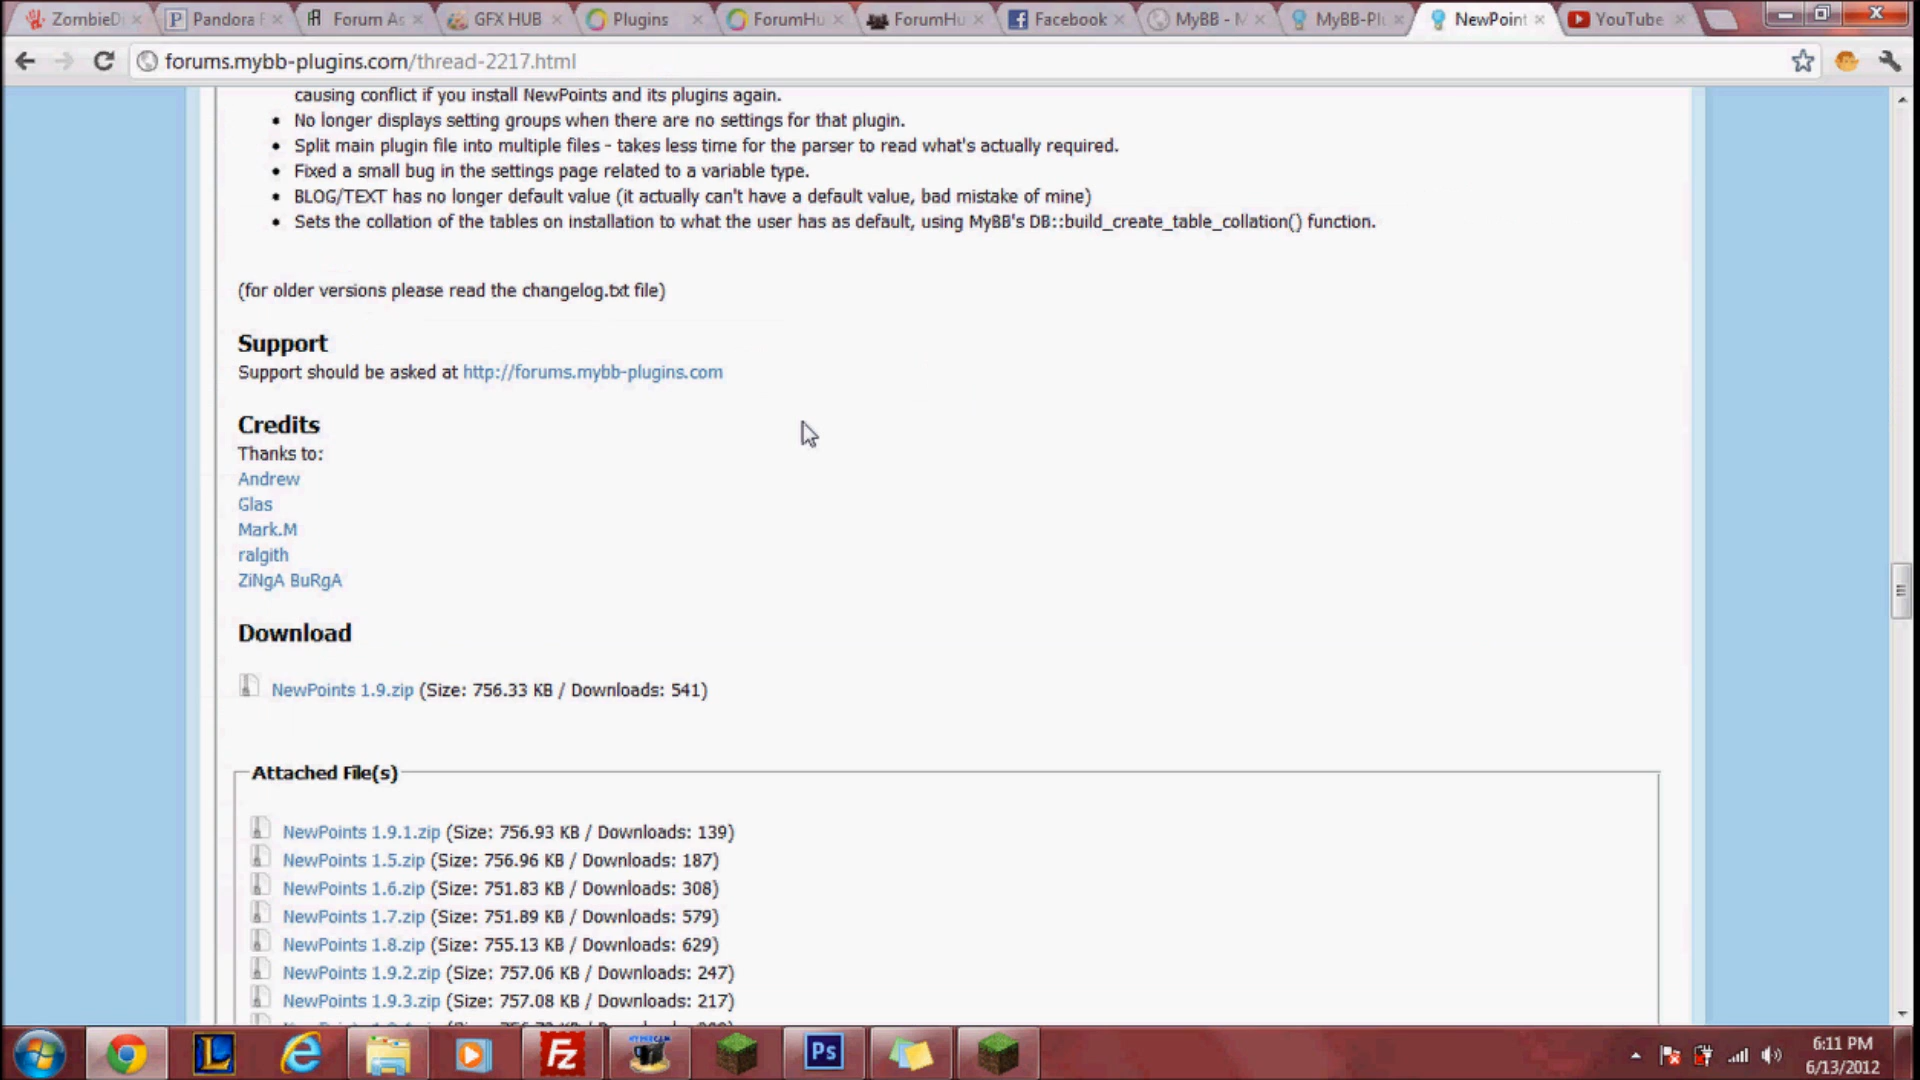 ZombieD
Pandora
Forum As
GFX HUB
Plugins
ForumHu
ForumHu
Facebook
MyBB - M
MyBB-Plu
NewPoint
YouTube
forums.mybb-plugins.com/thread-2217.html
causing conflict if you install NewPoints and its plugins again.
• No longer displays setting groups when there are no settings for that plugin.
• Split main plugin file into multiple files - takes less time for the parser to read what's actually required.
• Fixed a small bug in the settings page related to a variable type.
• BLOG/TEXT has no longer default value (it actually can't have a default value, bad mistake of mine)
• Sets the collation of the tables on installation to what the user has as default, using MyBB's DB::build_create_table_collation() function.
(for older versions please read the changelog.txt file)
Support
Support should be asked at http://forums.mybb-plugins.com
Credits
Thanks to:
Andrew
Glas
Mark.M
ralgith
ZiNgA BuRgA
Download
NewPoints 1.9.zip (Size: 756.33 KB / Downloads: 541)
Attached File(s)
NewPoints 1.9.1.zip (Size: 756.93 KB / Downloads: 139)
NewPoints 1.5.zip (Size: 756.96 KB / Downloads: 187)
NewPoints 1.6.zip (Size: 751.83 KB / Downloads: 308)
NewPoints 1.7.zip (Size: 751.89 KB / Downloads: 579)
NewPoints 1.8.zip (Size: 755.13 KB / Downloads: 629)
NewPoints 1.9.2.zip (Size: 757.06 KB / Downloads: 247)
NewPoints 1.9.3.zip (Size: 757.08 KB / Downloads: 217)
Ps
6:11 PM
6/13/2012